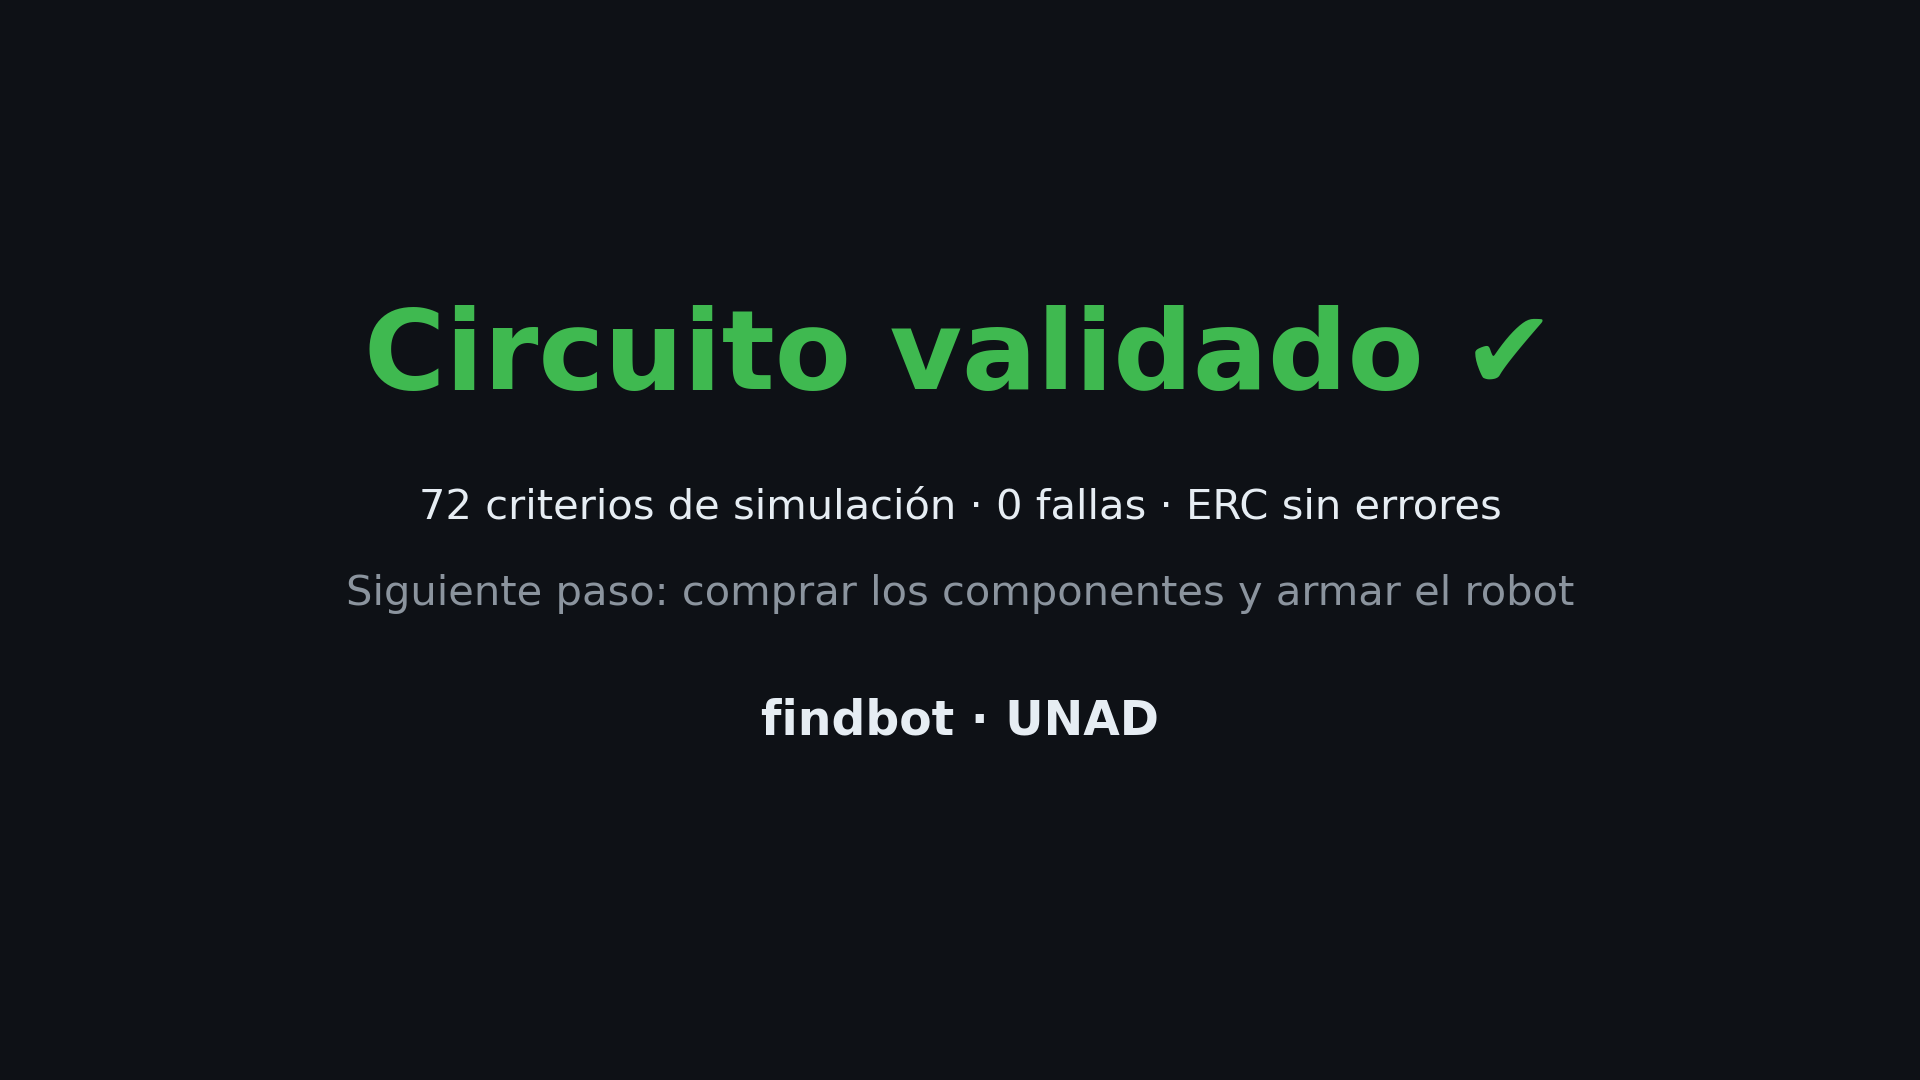 Circuito validado ✔
72 criterios de simulación · 0 fallas · ERC sin errores
Siguiente paso: comprar los componentes y armar el robot
findbot · UNAD